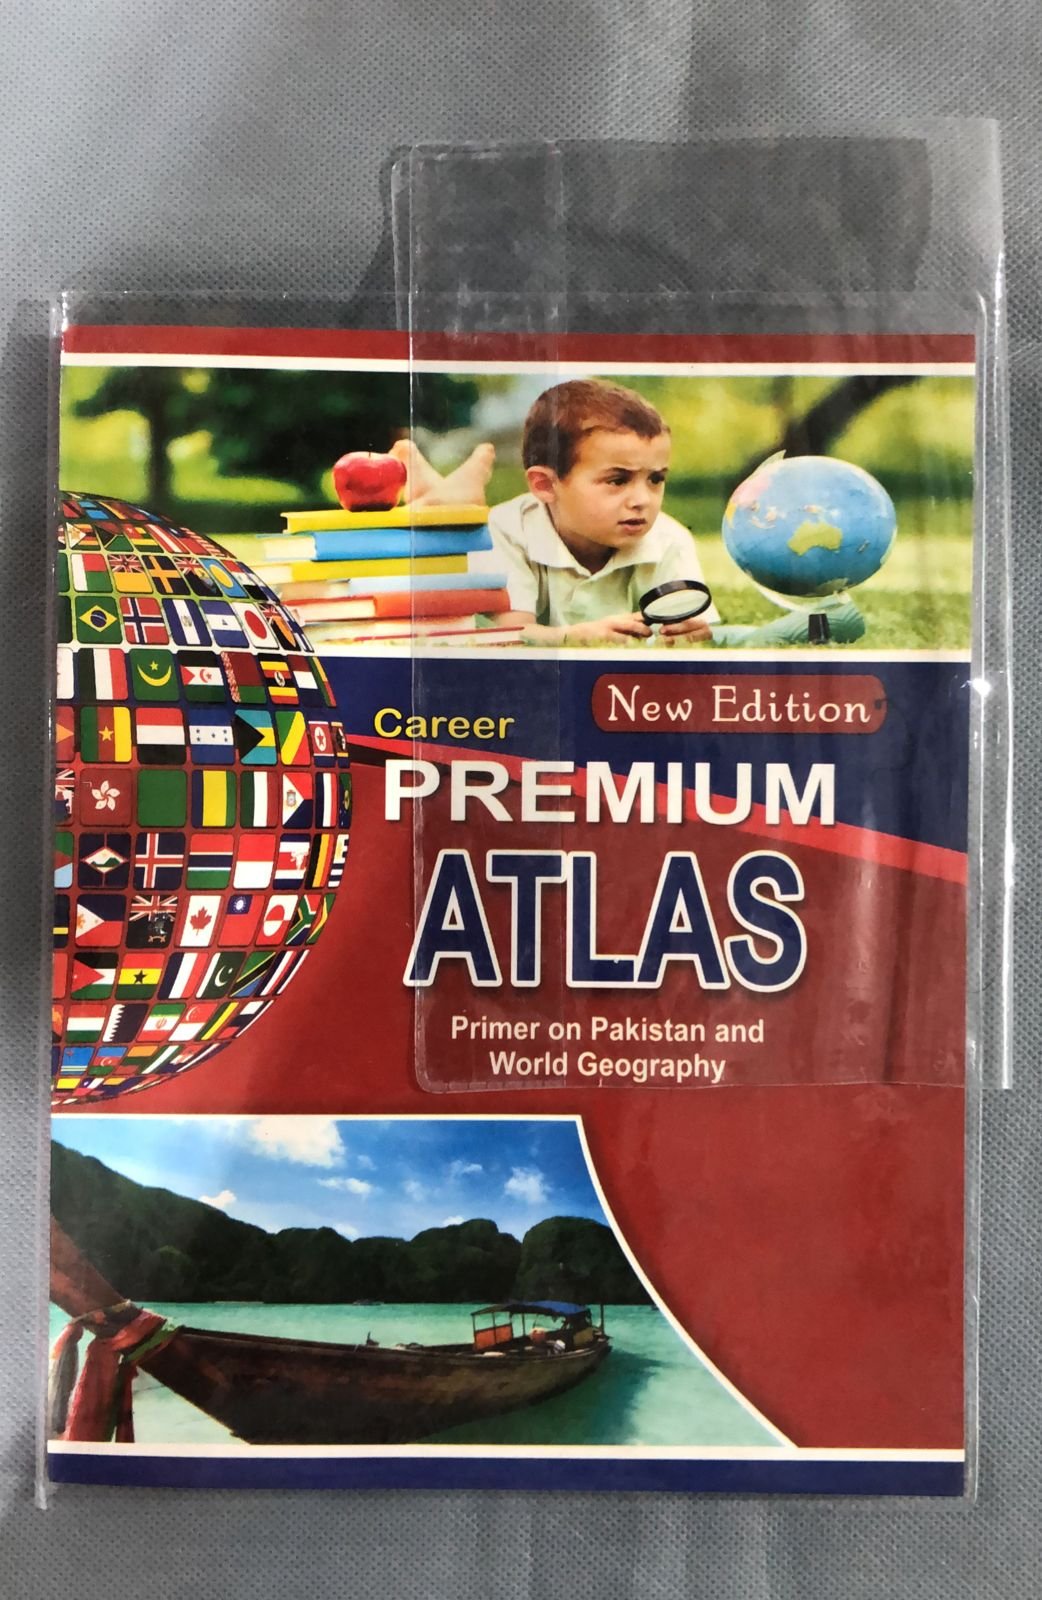 New Edition
Career
PREMIUM
ATLAS
Primer on Pakistan and
World Geography